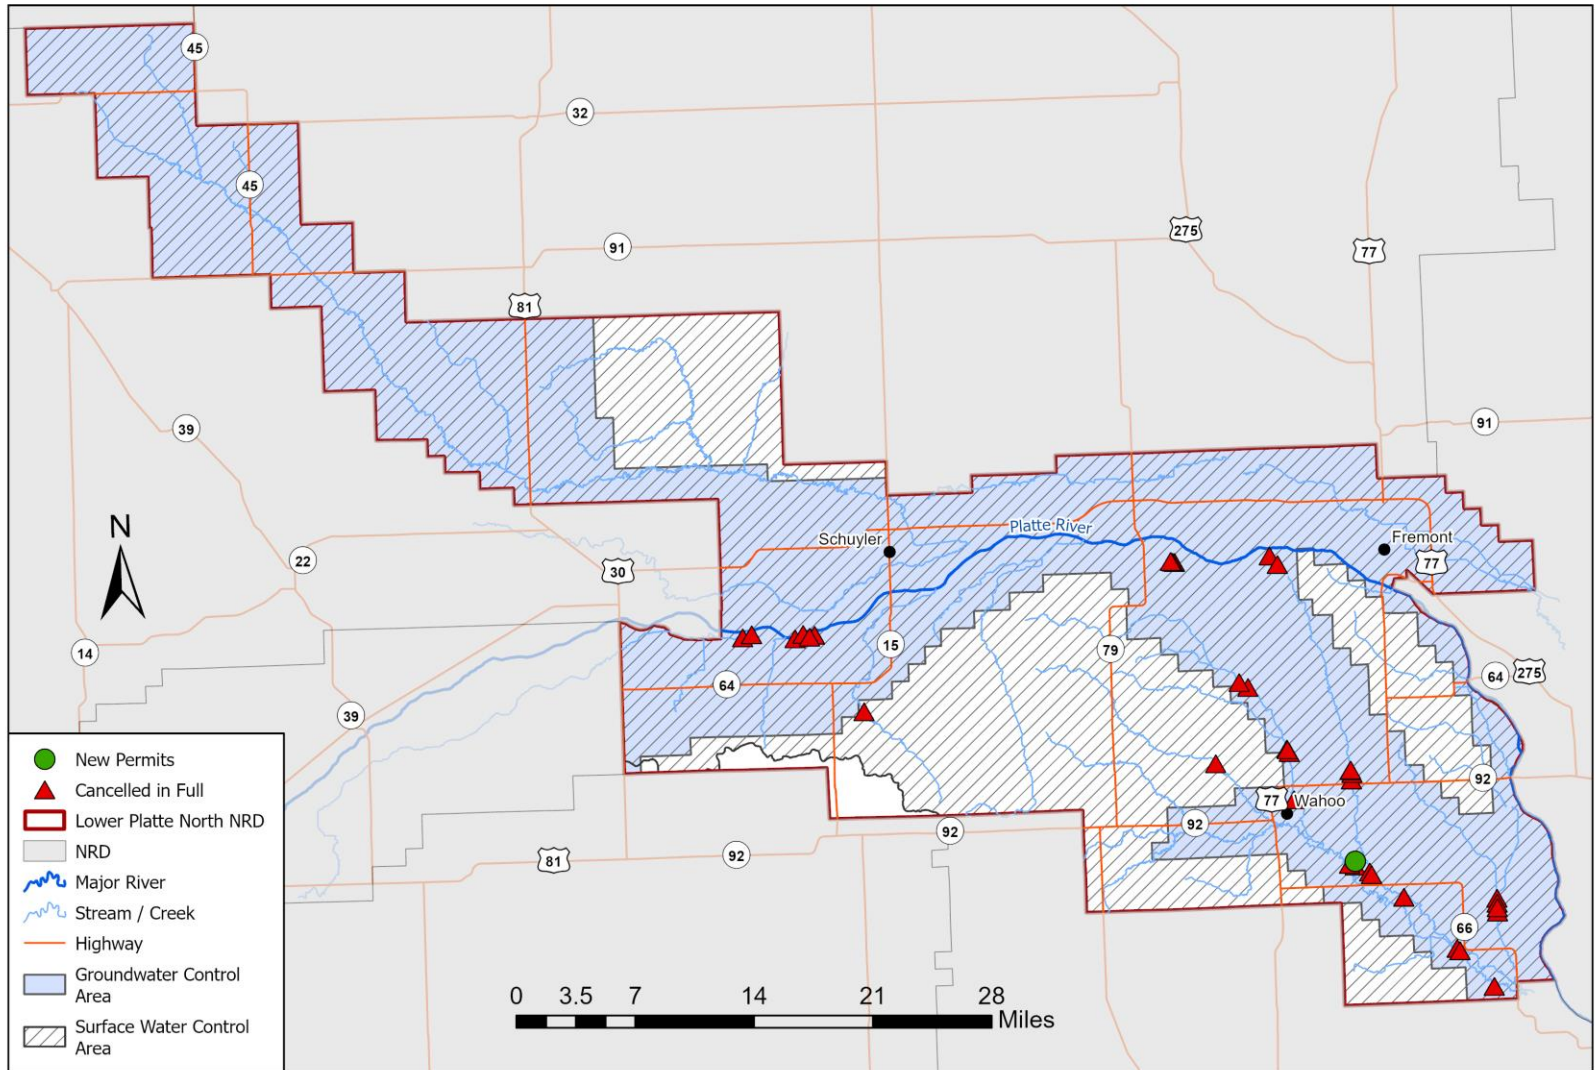 45
32
45
91
275
77
81
39
91
Platte River
Schuyler
Fremont
77
N
22
30
15
79
14
64
64
275
39
92
77
Wahoo
92
92
81
92
66
New Permits
Cancelled in Full
Lower Platte North NRD
NRD
Major River
Stream / Creek
Highway
Groundwater Control
Area
Surface Water Control
Area
0 3.5 7 14 21 28
Miles